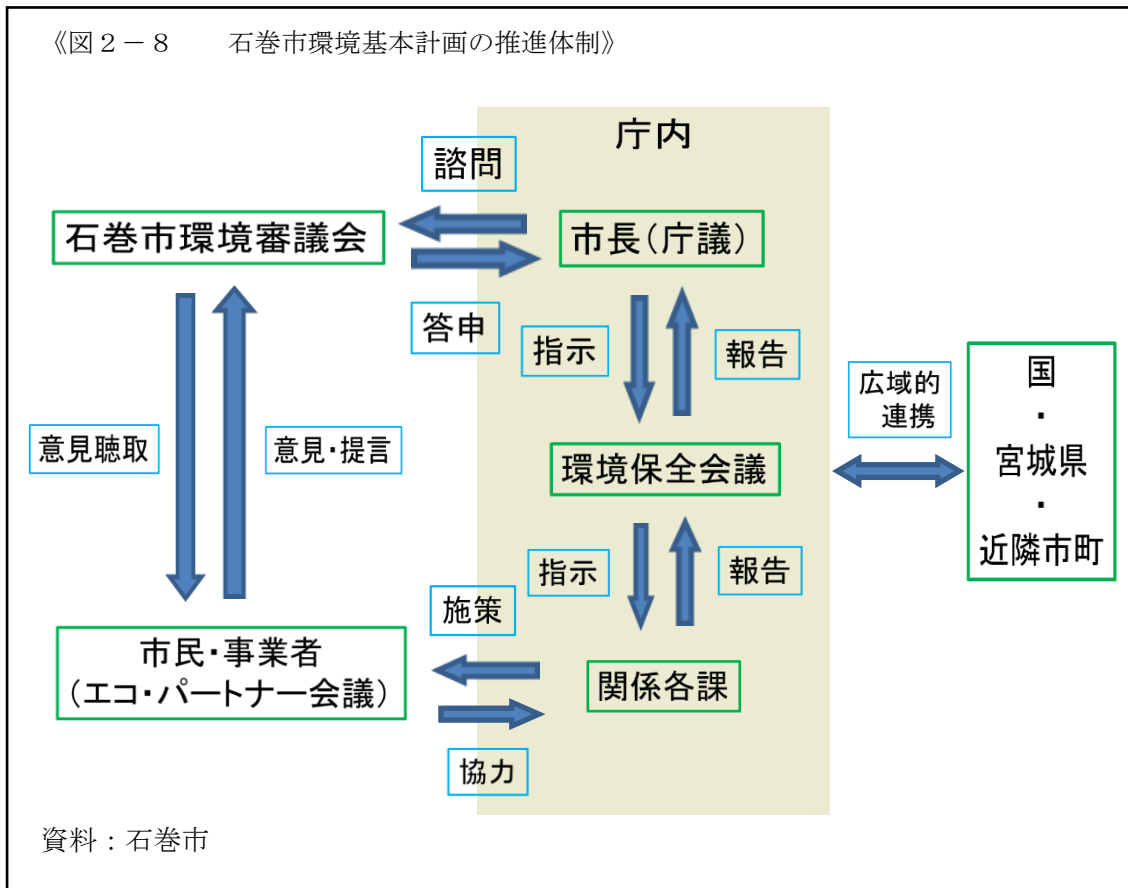 《図２－８　　石巻市環境基本計画の推進体制》
庁内
諮問
石巻市環境審議会
市長（庁議）
答申
指示
報告
広域的
連携
国
・
宮城県
・
近隣市町
意見聴取
意見・提言
環境保全会議
指示
報告
施策
市民・事業者
（エコ・パートナー会議）
関係各課
協力
資料：石巻市